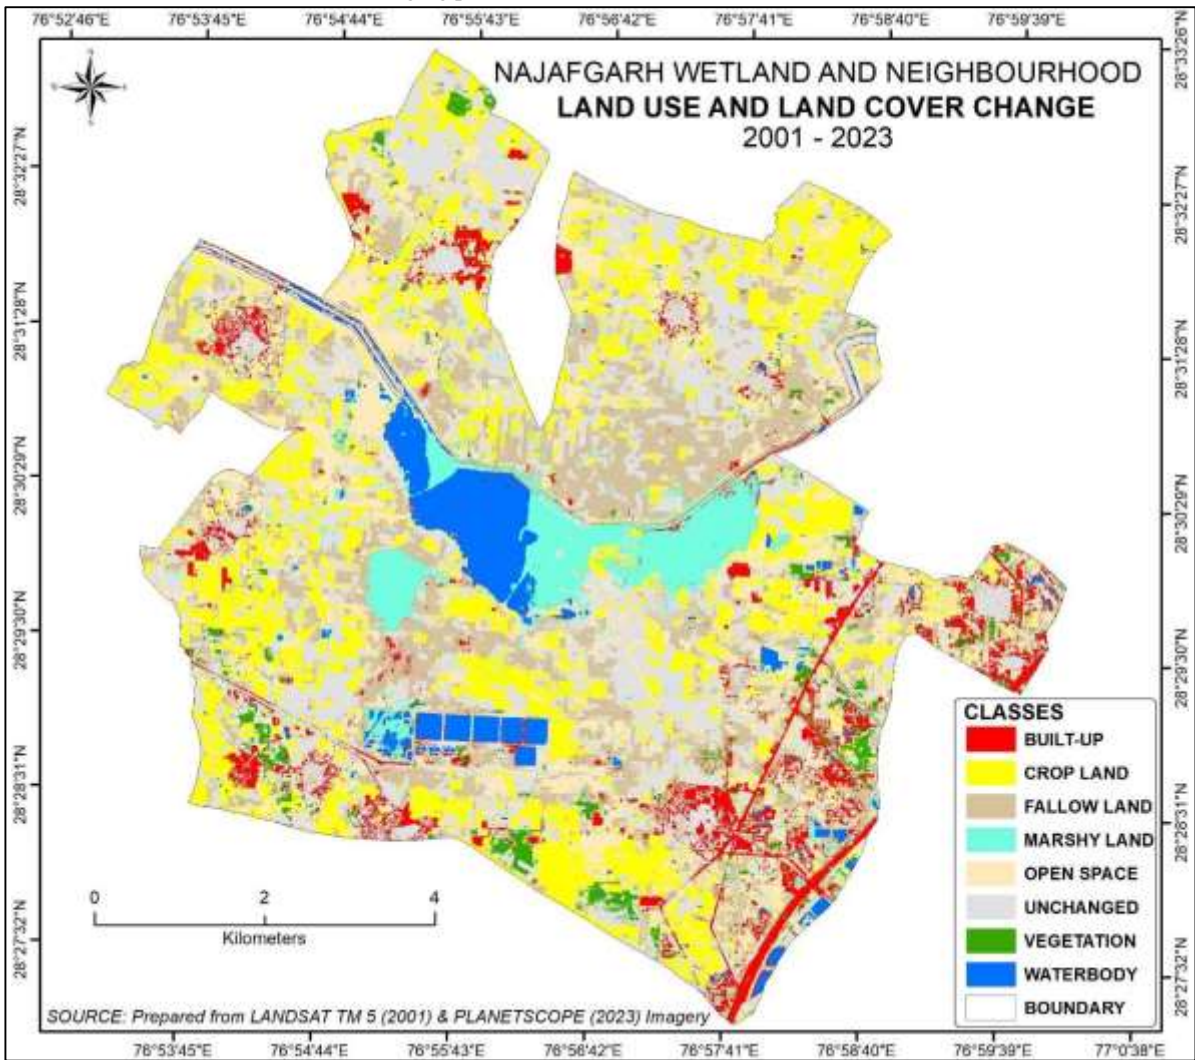 76°52'46"E 76°53'45"E 76°54'44"E 76°55'43"E 76°56'42"E 76°57'41"E 76°58'40"E 76°59'39"E
NAJAFGARH WETLAND AND NEIGHBOURHOOD
LAND USE AND LAND COVER CHANGE
2001 - 2023
28°32'27"N
28°31'28"N
28°30'29"N
28°29'30"N
28°28'31"N
28°27'32"N
28°33'26"N
28°32'27"N
28°31'28"N
28°30'29"N
28°29'30"N
28°28'31"N
28°27'32"N
CLASSES
BUILT-UP
CROP LAND
FALLOW LAND
MARSHY LAND
OPEN SPACE
UNCHANGED
VEGETATION
WATERBODY
BOUNDARY
0 2 4
Kilometers
SOURCE: Prepared from LANDSAT TM 5 (2001) & PLANETSCOPE (2023) Imagery
76°53'45"E 76°54'44"E 76°55'43"E 76°56'42"E 76°57'41"E 76°58'40"E 76°59'39"E 77°0'38"E